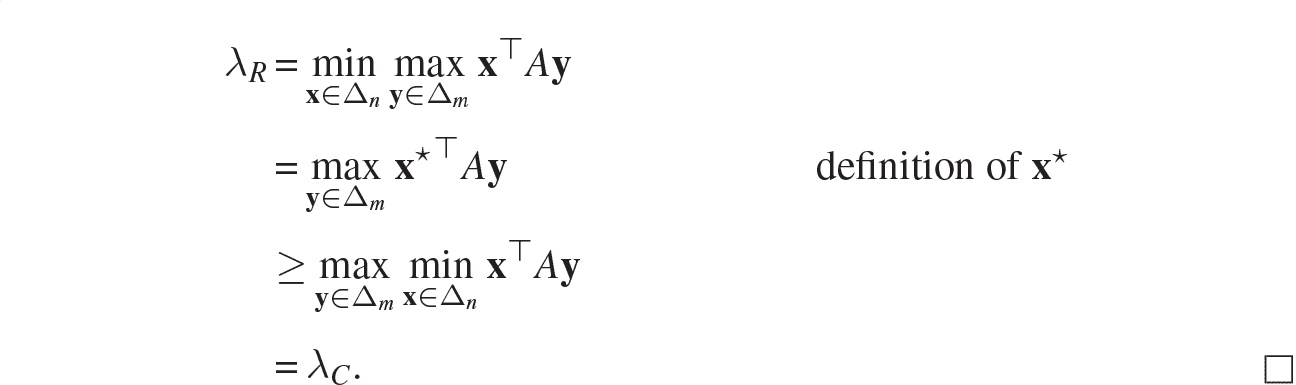 λ_R = min_{x∈Δ_n} max_{y∈Δ_m} x^⊤ A y
= max_{y∈Δ_m} x^{⋆⊤} A y definition of x^⋆
≥ max_{y∈Δ_m} min_{x∈Δ_n} x^⊤ A y
= λ_C. □